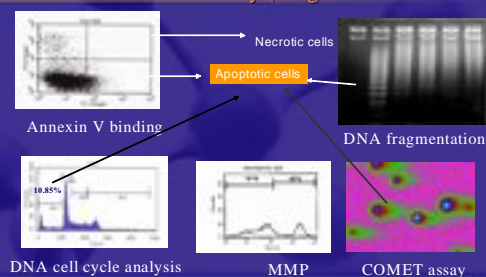 Necrotic cells
Apoptotic cells
Annexin V binding
DNA fragmentation
10.85%
DNA cell cycle analysis
MMP
COMET assay